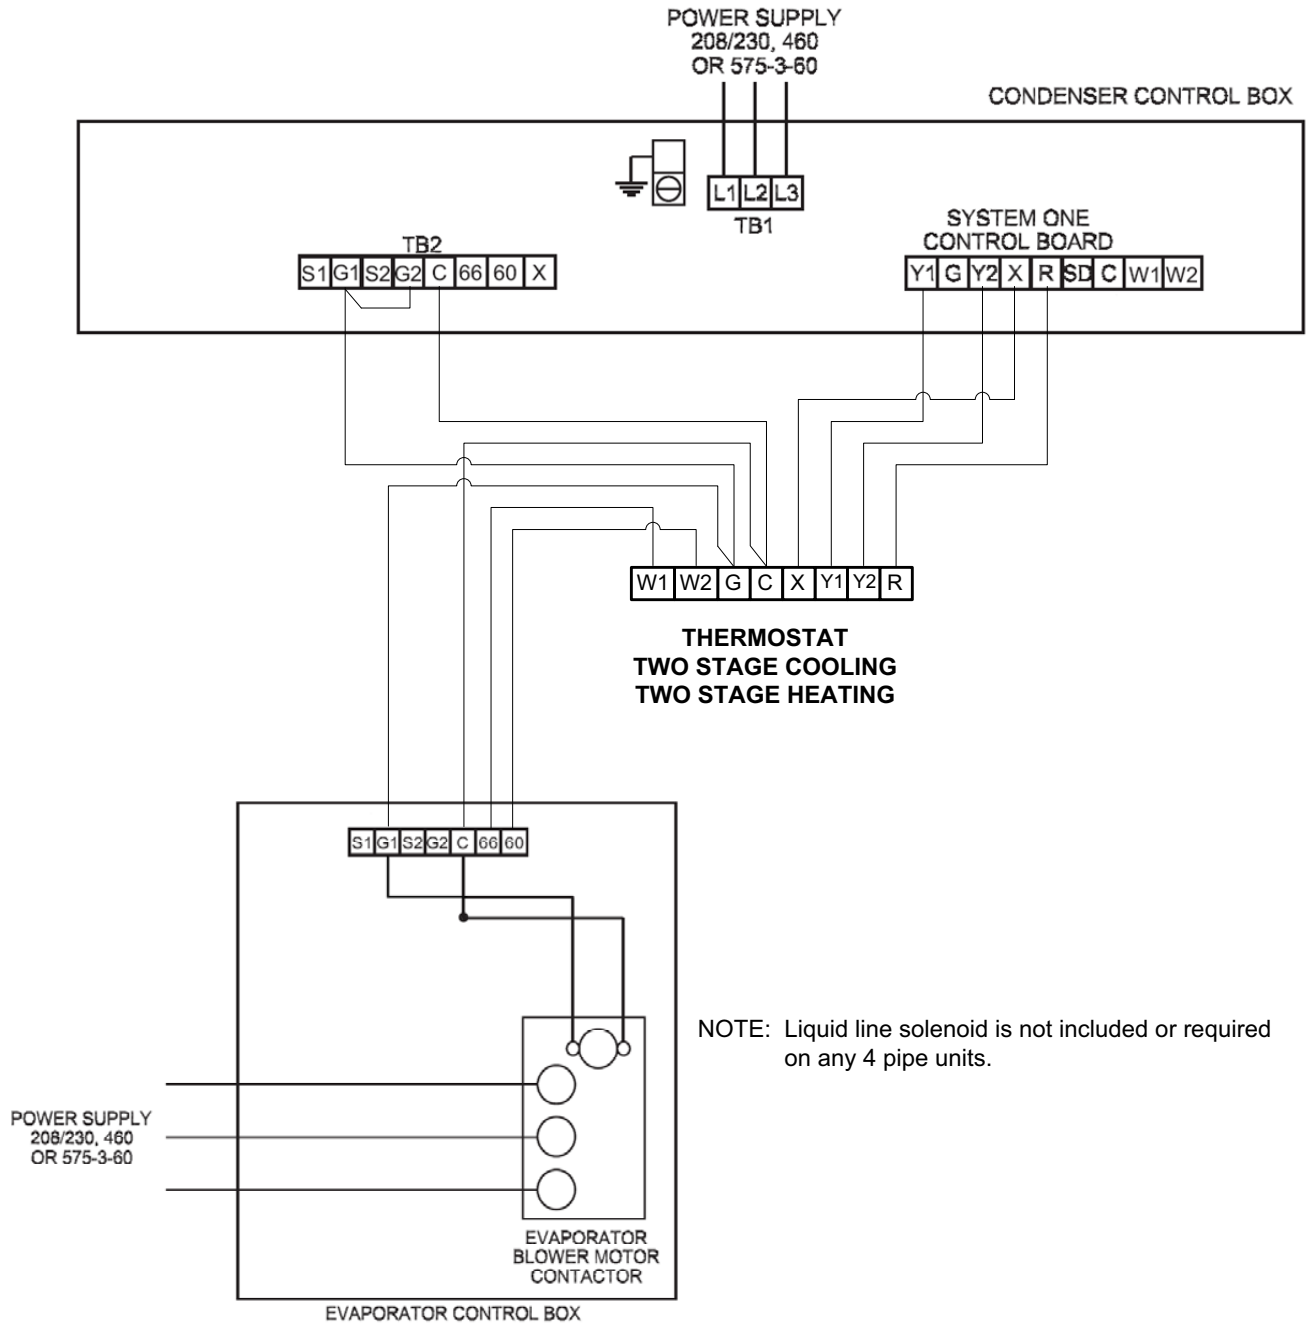 POWER SUPPLY
208/230, 460
OR 575-3-60
CONDENSER CONTROL BOX
L1 L2 L3
TB1
SYSTEM ONE
CONTROL BOARD
TB2
S1 G1 S2 G2 C 66 60 X
Y1 G Y2 X R SD C W1 W2
W1 W2 G C X Y1 Y2 R
THERMOSTAT
TWO STAGE COOLING
TWO STAGE HEATING
S1 G1 S2 G2 C 66 60
NOTE: Liquid line solenoid is not included or required
on any 4 pipe units.
POWER SUPPLY
208/230, 460
OR 575-3-60
EVAPORATOR
BLOWER MOTOR
CONTACTOR
EVAPORATOR CONTROL BOX